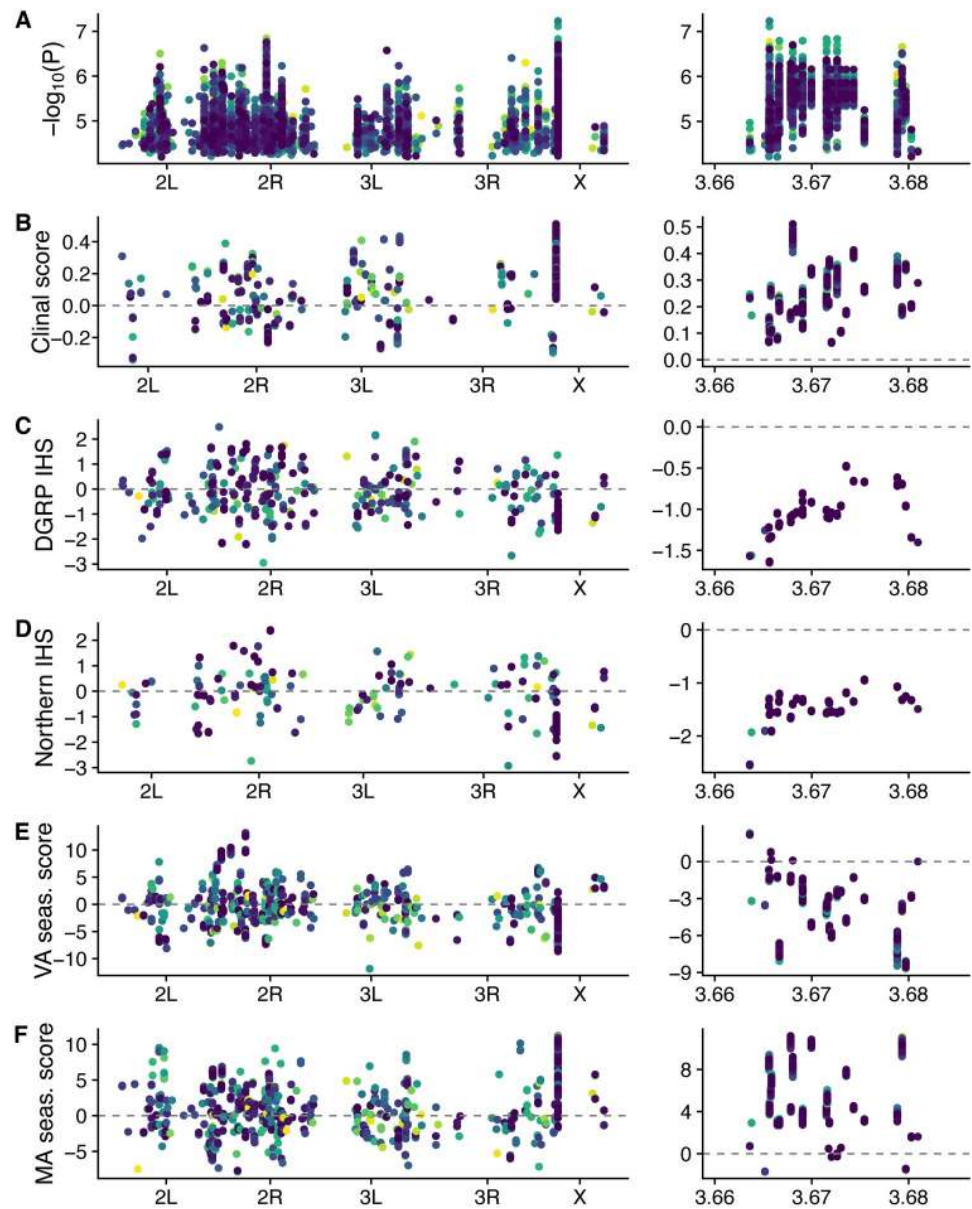 A
−log10(P)
7
6
5
2L 2R 3L 3R X
7
6
5
3.66 3.67 3.68
B
Clinal score
0.4
0.2
0.0
−0.2
2L 2R 3L 3R X
0.5
0.4
0.3
0.2
0.1
0.0
3.66 3.67 3.68
C
DGRP IHS
2
1
0
−1
−2
−3
2L 2R 3L 3R X
0.0
−0.5
−1.0
−1.5
3.66 3.67 3.68
D
Northern IHS
2
1
0
−1
−2
−3
2L 2R 3L 3R X
0
−1
−2
3.66 3.67 3.68
E
VA seas. score
10
5
0
−5
−10
2L 2R 3L 3R X
0
−3
−6
−9
3.66 3.67 3.68
F
MA seas. score
10
5
0
−5
2L 2R 3L 3R X
8
4
0
3.66 3.67 3.68